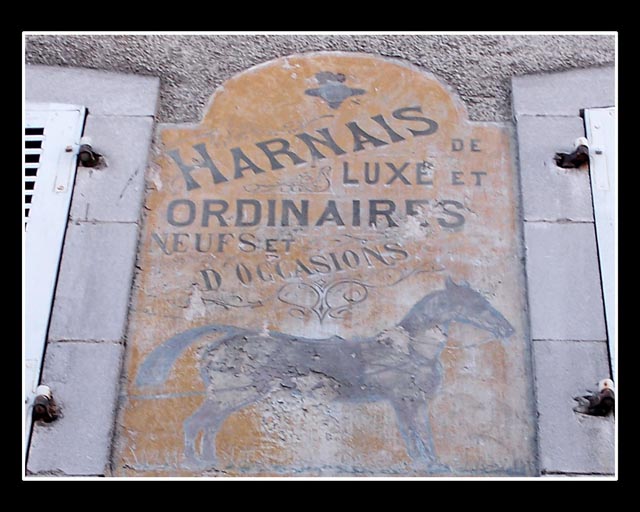 HARNAIS DE
LUXE ET
ORDINAIRES
NEUFS ET
D'OCCASIONS